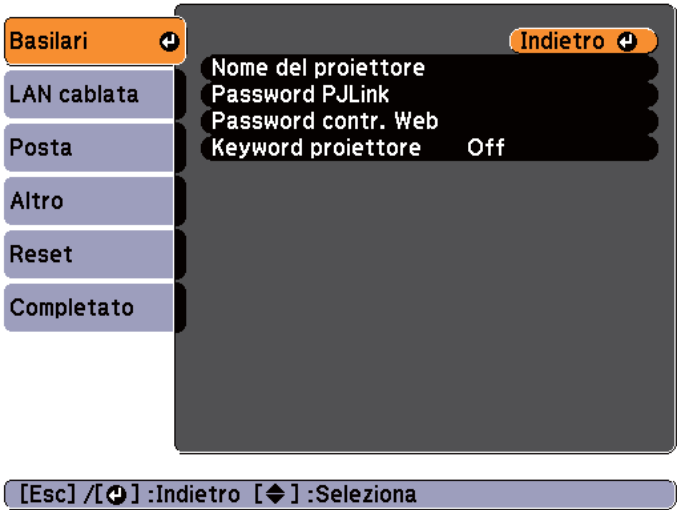 Basilari
LAN cablata
Posta
Altro
Reset
Completato
Indietro
Nome del proiettore
Password PJLink
Password contr. Web
Keyword proiettore Off
[Esc] /[ ] :Indietro [ ] :Seleziona